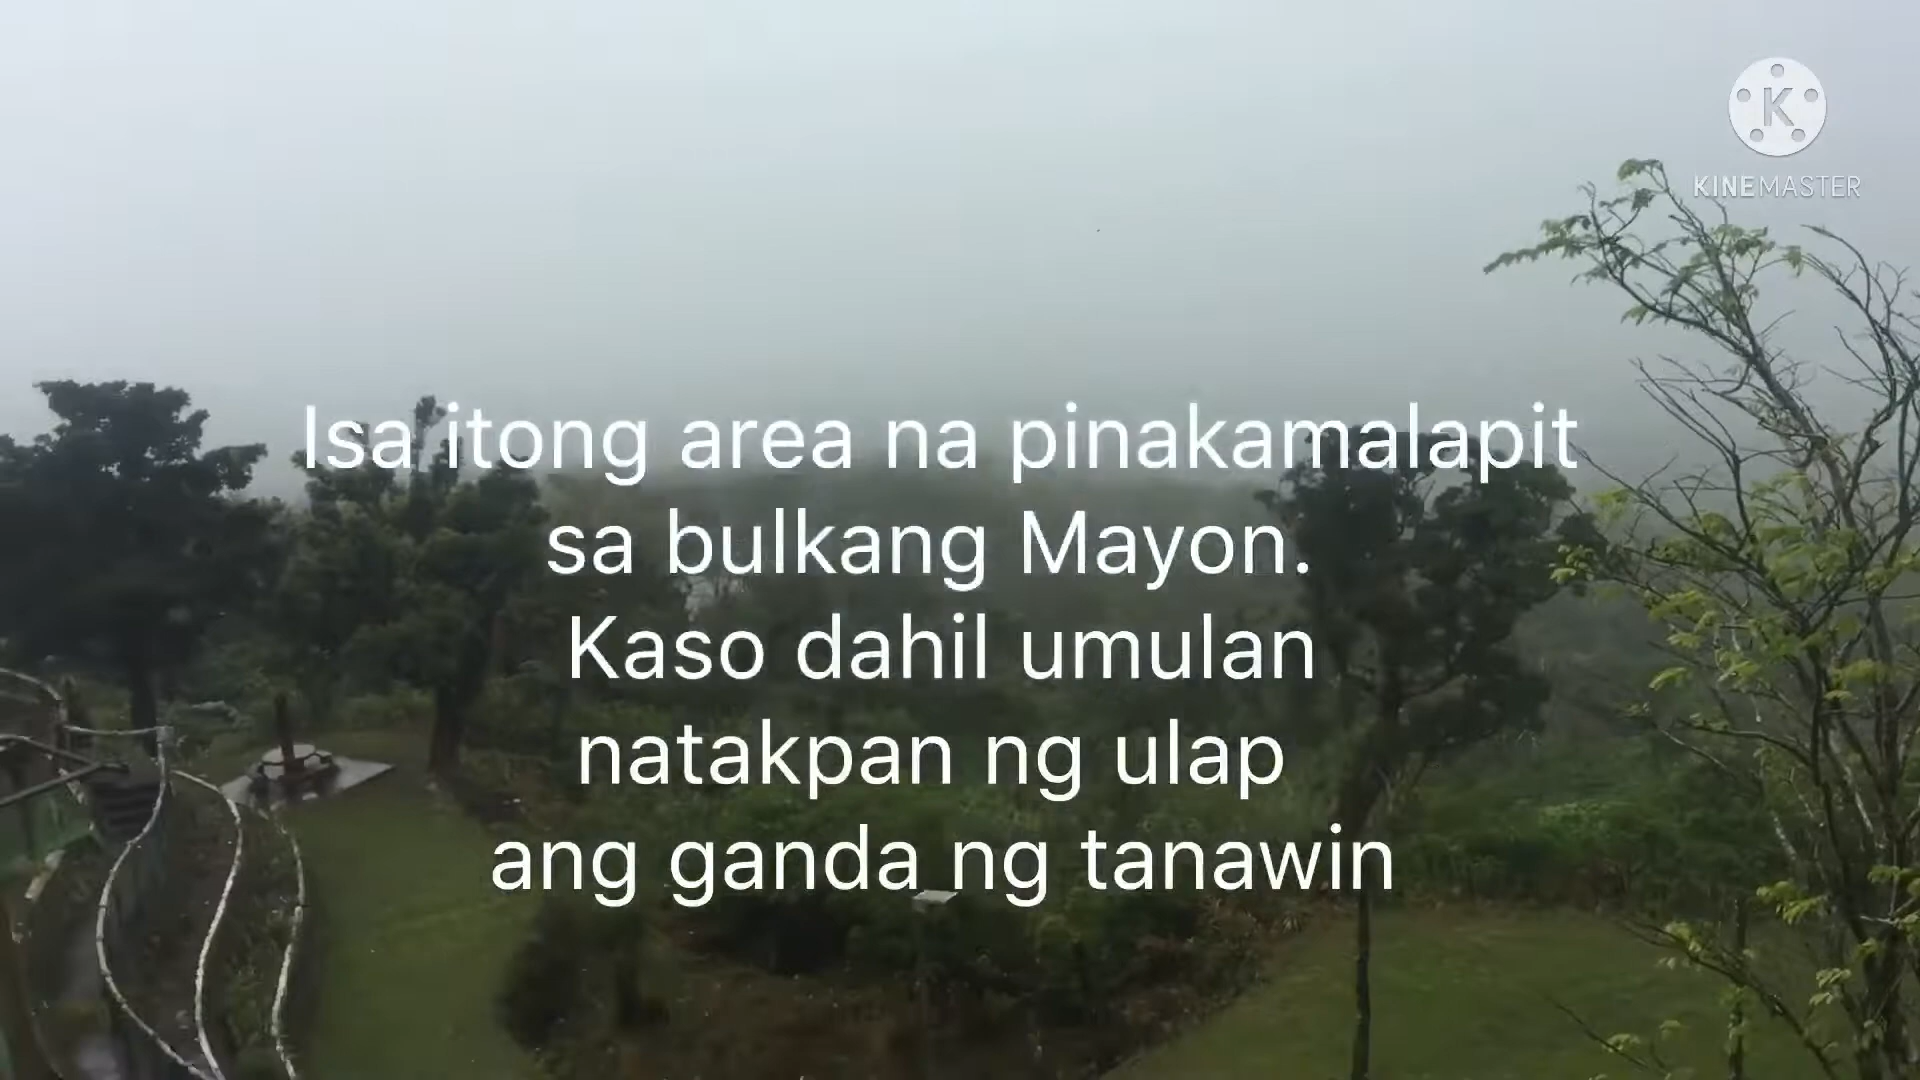 K
KINEMASTER
Isa itong area na pinakamalapit
sa bulkang Mayon.
Kaso dahil umulan
natakpan ng ulap
ang ganda ng tanawin